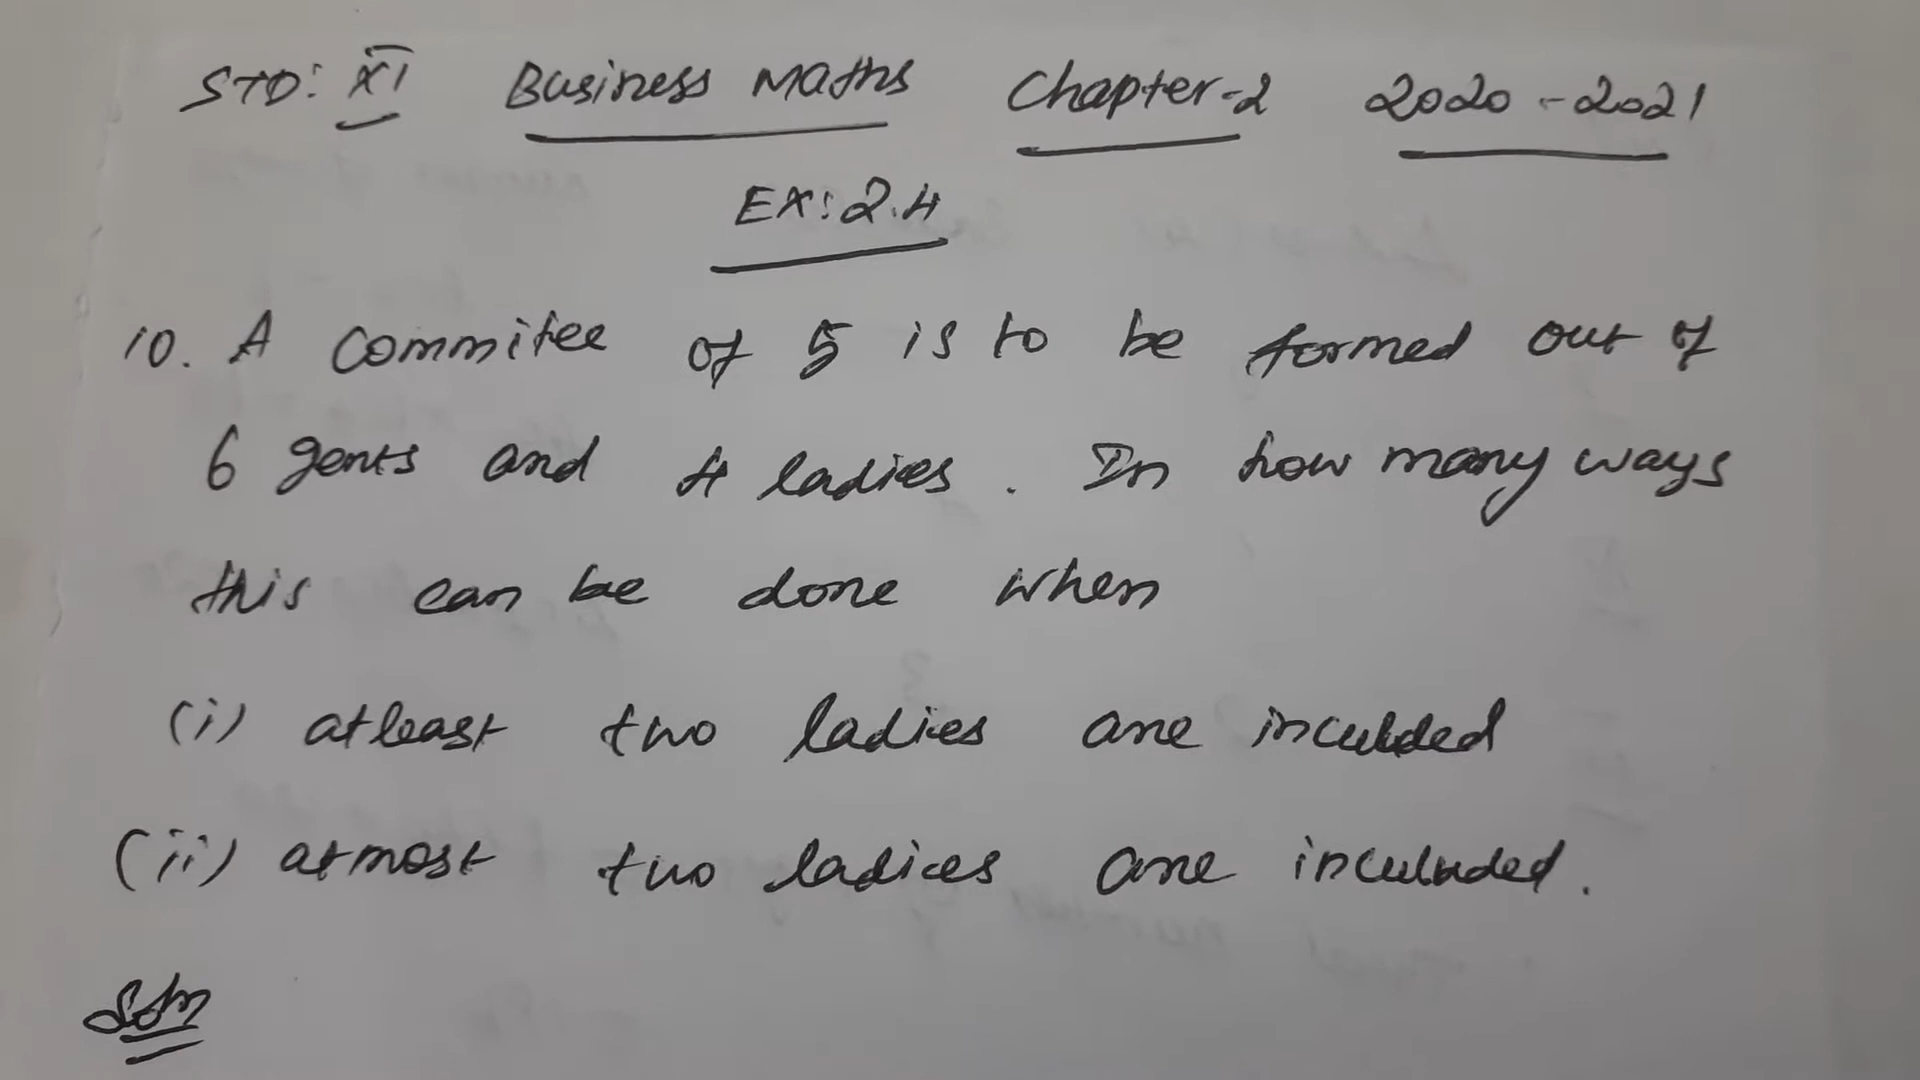 STD: XI Business Maths Chapter-2 2020-2021
EX: 2.4
10. A Commitee of 5 is to be formed out of
6 gents and 4 ladies. In how many ways
this can be done when
(i) atleast two ladies are inculded
(ii) atmost two ladies are inculuded.
Soln